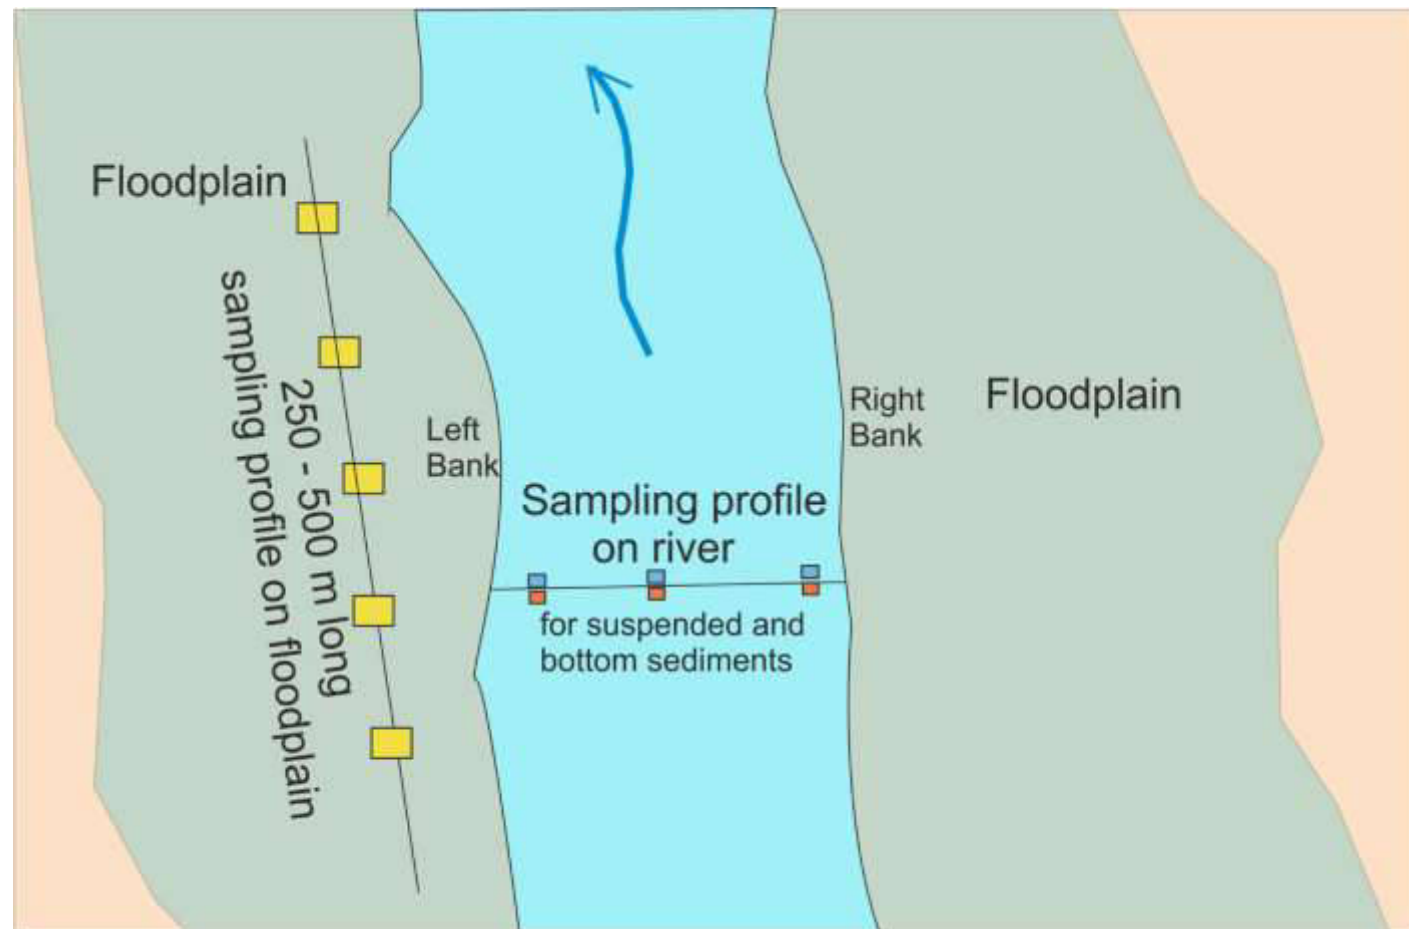 Floodplain
250 - 500 m long
sampling profile on floodplain
Left
Bank
Right
Bank
Floodplain
Sampling profile
on river
for suspended and
bottom sediments